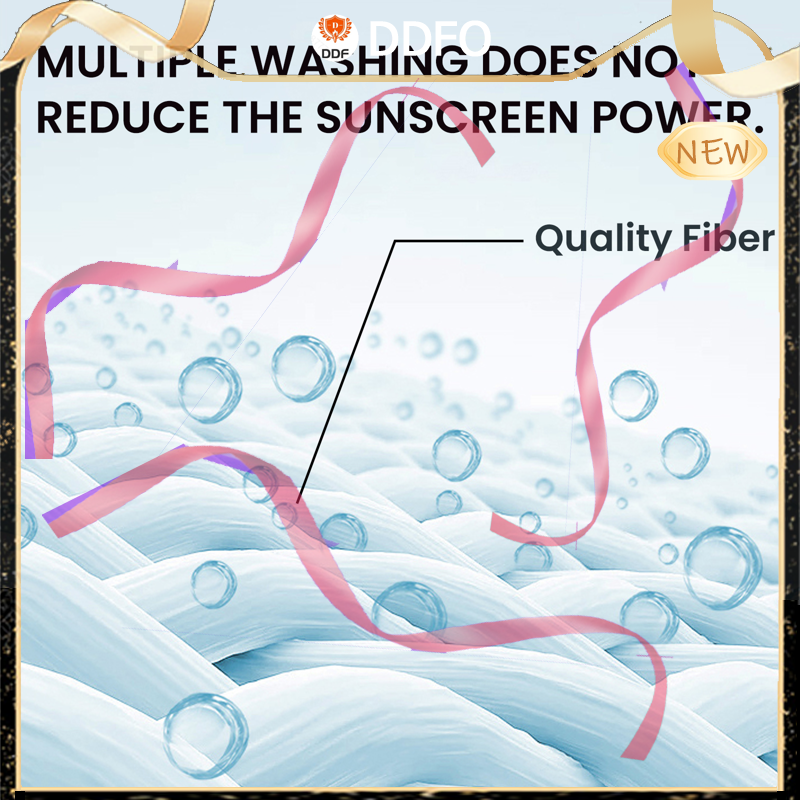 DDFO
DDF
MULTIPLE WASHING DOES NOT
REDUCE THE SUNSCREEN POWER.
NEW
Quality Fiber